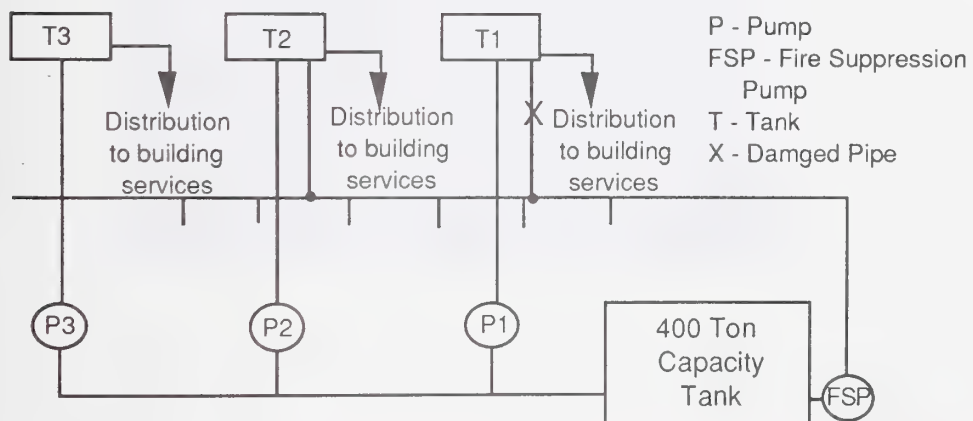 T3
T2
T1
P - Pump
FSP - Fire Suppression
Pump
T - Tank
X - Damged Pipe
Distribution
to building
services
Distribution
to building
services
X
Distribution
to building
services
P3
P2
P1
400 Ton
Capacity
Tank
FSP